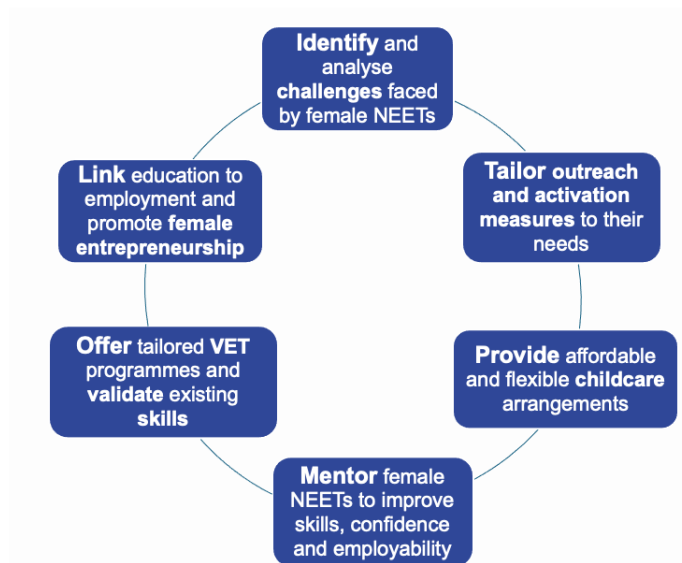 Identify and
analyse
challenges faced
by female NEETs
Tailor outreach
and activation
measures to their
needs
Provide affordable
and flexible childcare
arrangements
Mentor female
NEETs to improve
skills, confidence
and employability
Offer tailored VET
programmes and
validate existing
skills
Link education to
employment and
promote female
entrepreneurship